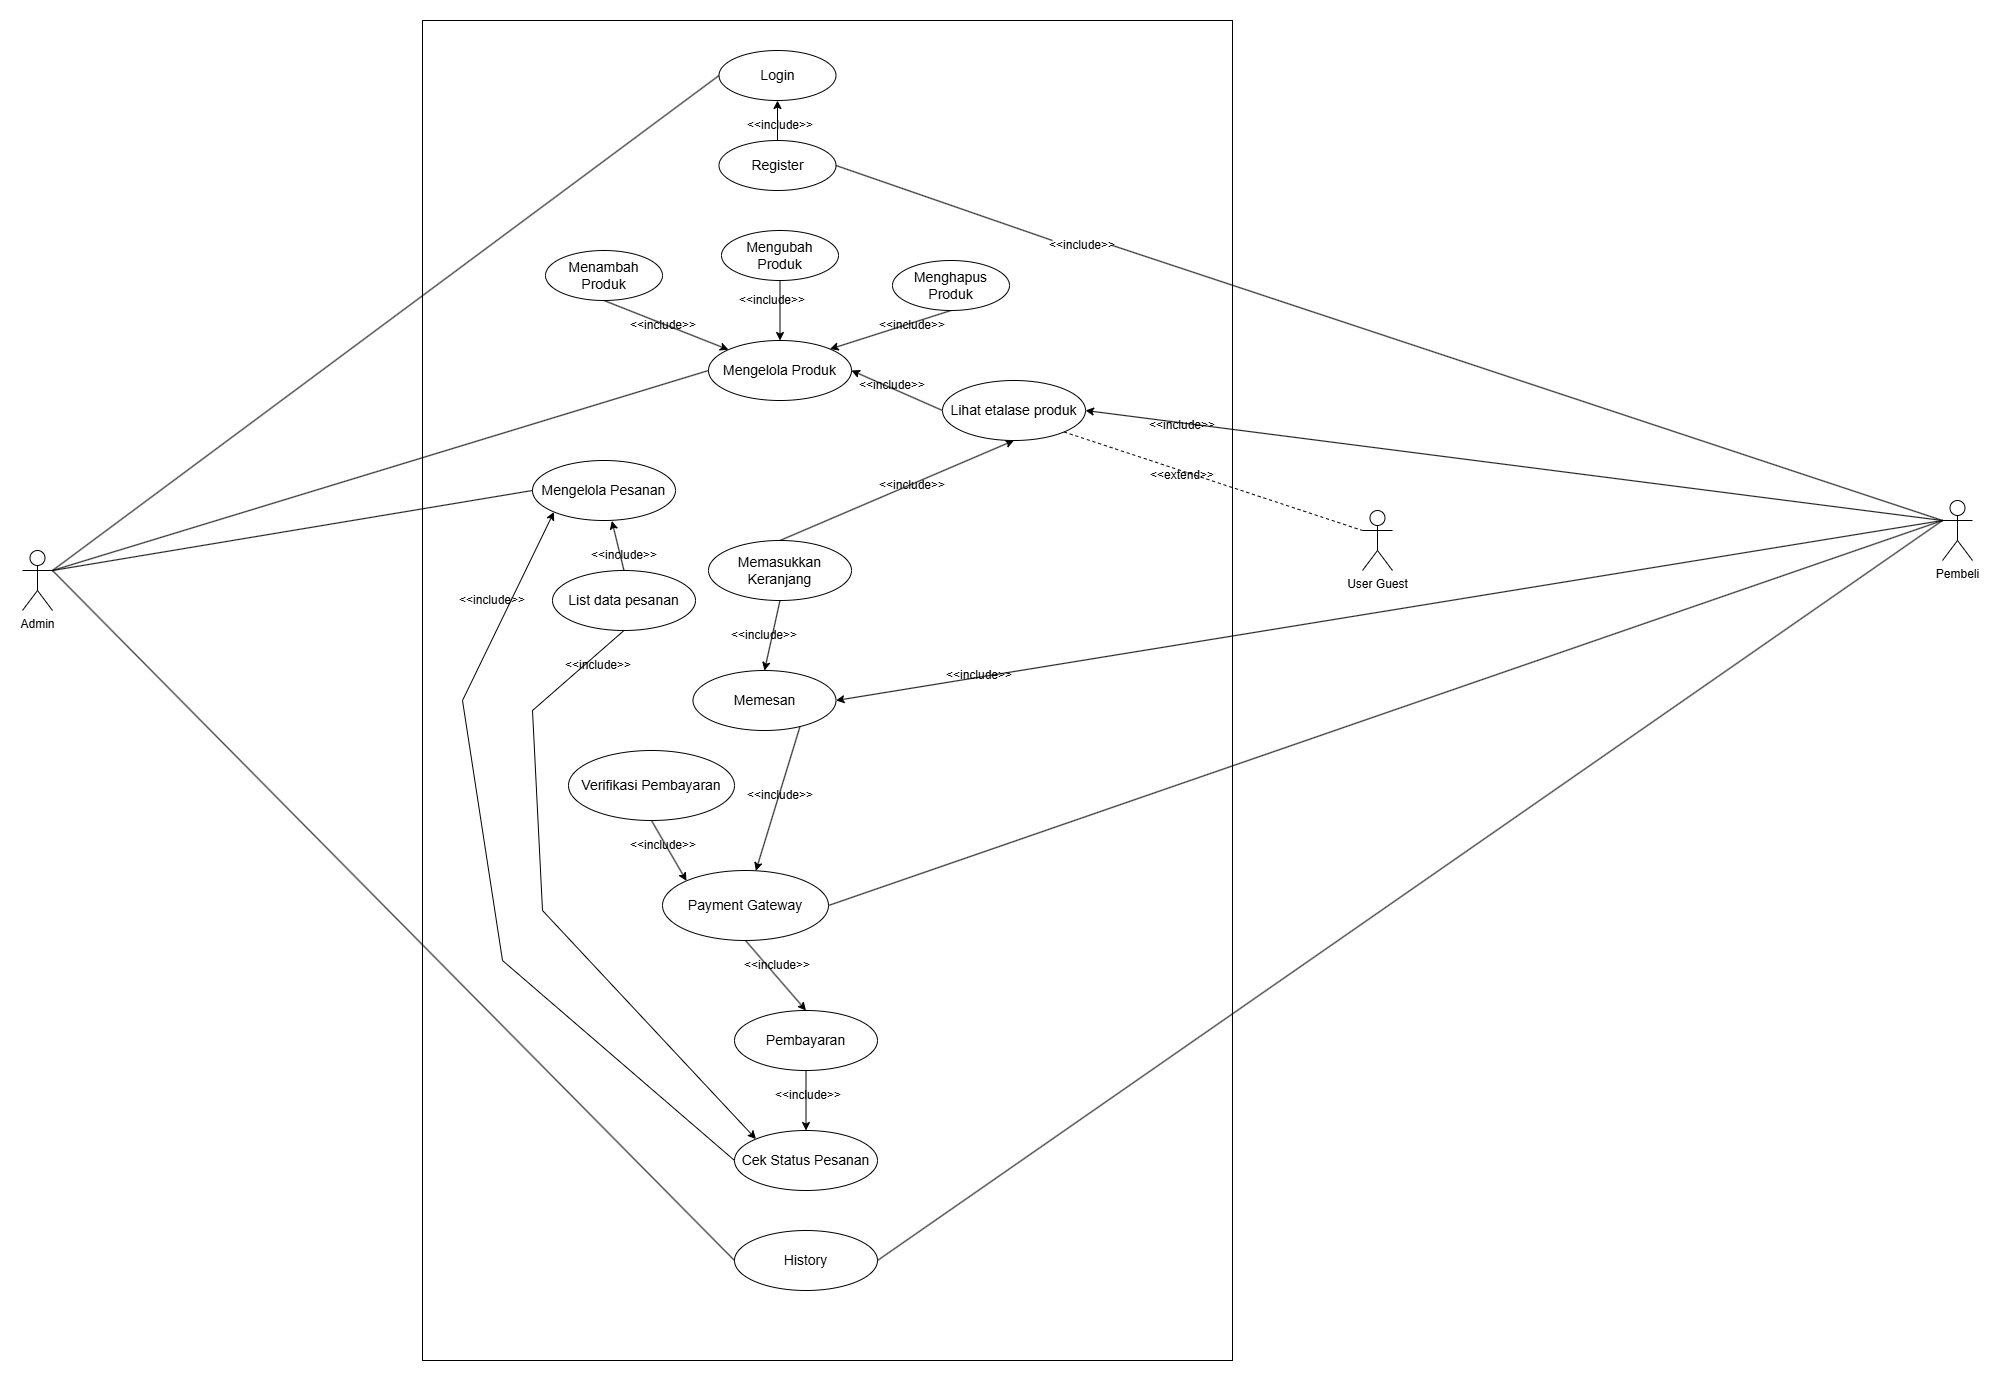 Login
<<include>>
Register
<<include>>
Mengubah
Produk
Menambah
Produk
Menghapus
Produk
<<include>>
<<include>>
<<include>>
Mengelola Produk
<<include>>
Lihat etalase produk
<<include>>
<<extend>>
Mengelola Pesanan
<<include>>
<<include>>
Memasukkan
Keranjang
User Guest
Pembeli
Admin
<<include>>
List data pesanan
<<include>>
<<include>>
<<include>>
Memesan
Verifikasi Pembayaran
<<include>>
<<include>>
Payment Gateway
<<include>>
Pembayaran
<<include>>
Cek Status Pesanan
History